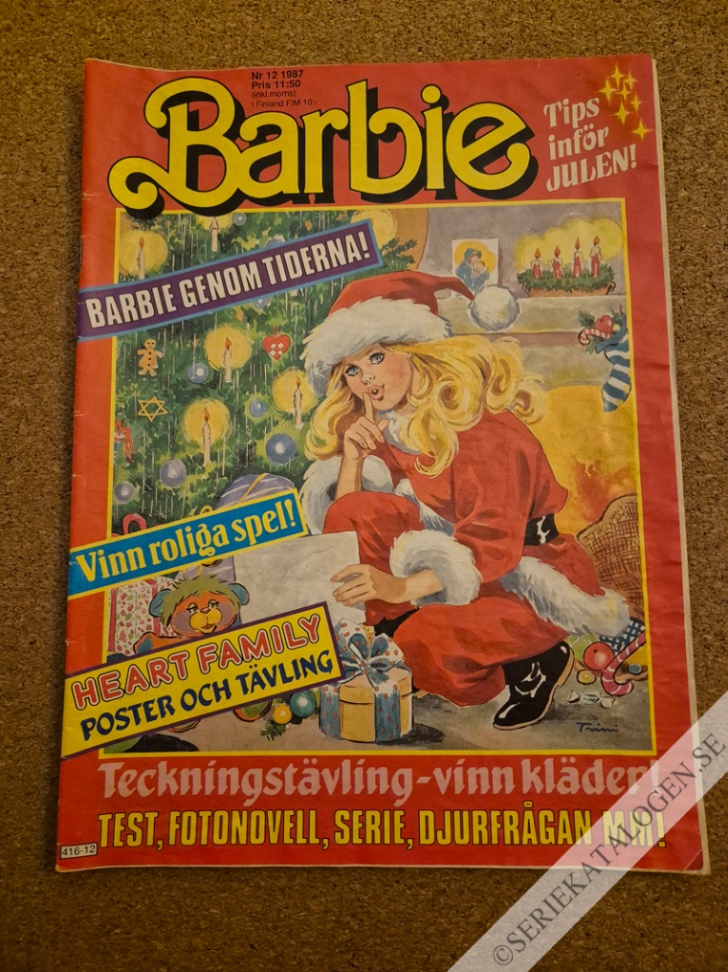 Nr 12 1987
Pris 11:50
(inkl.moms)
I Finland FIM 10:-
Barbie
Tips
inför
JULEN!
BARBIE GENOM TIDERNA!
Vinn roliga spel!
HEART FAMILY
POSTER OCH TÄVLING
Trini
Teckningstävling-vinn kläder!
TEST, FOTONOVELL, SERIE, DJURFRÅGAN M.M!
416-12
©SERIEKATALOGEN.SE